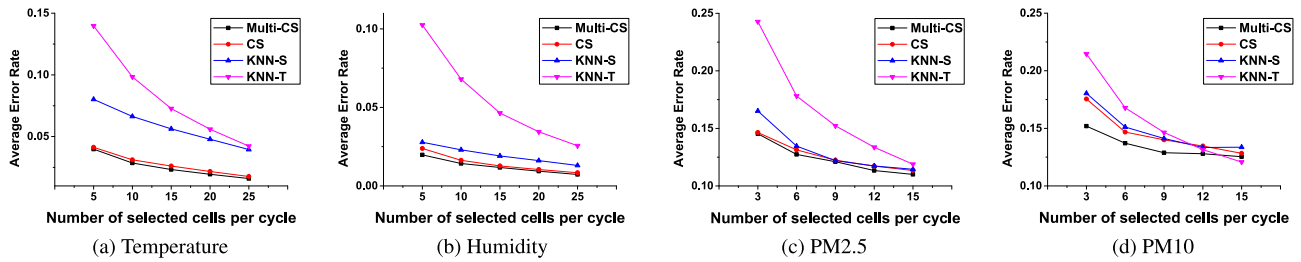 Average Error Rate
0.15
0.10
0.05
Multi-CS
CS
KNN-S
KNN-T
5 10 15 20 25
Number of selected cells per cycle
(a) Temperature
Average Error Rate
0.10
0.05
0.00
Multi-CS
CS
KNN-S
KNN-T
5 10 15 20 25
Number of selected cells per cycle
(b) Humidity
Average Error Rate
0.25
0.20
0.15
0.10
Multi-CS
CS
KNN-S
KNN-T
3 6 9 12 15
Number of selected cells per cycle
(c) PM2.5
Average Error Rate
0.25
0.20
0.15
0.10
Multi-CS
CS
KNN-S
KNN-T
3 6 9 12 15
Number of selected cells per cycle
(d) PM10